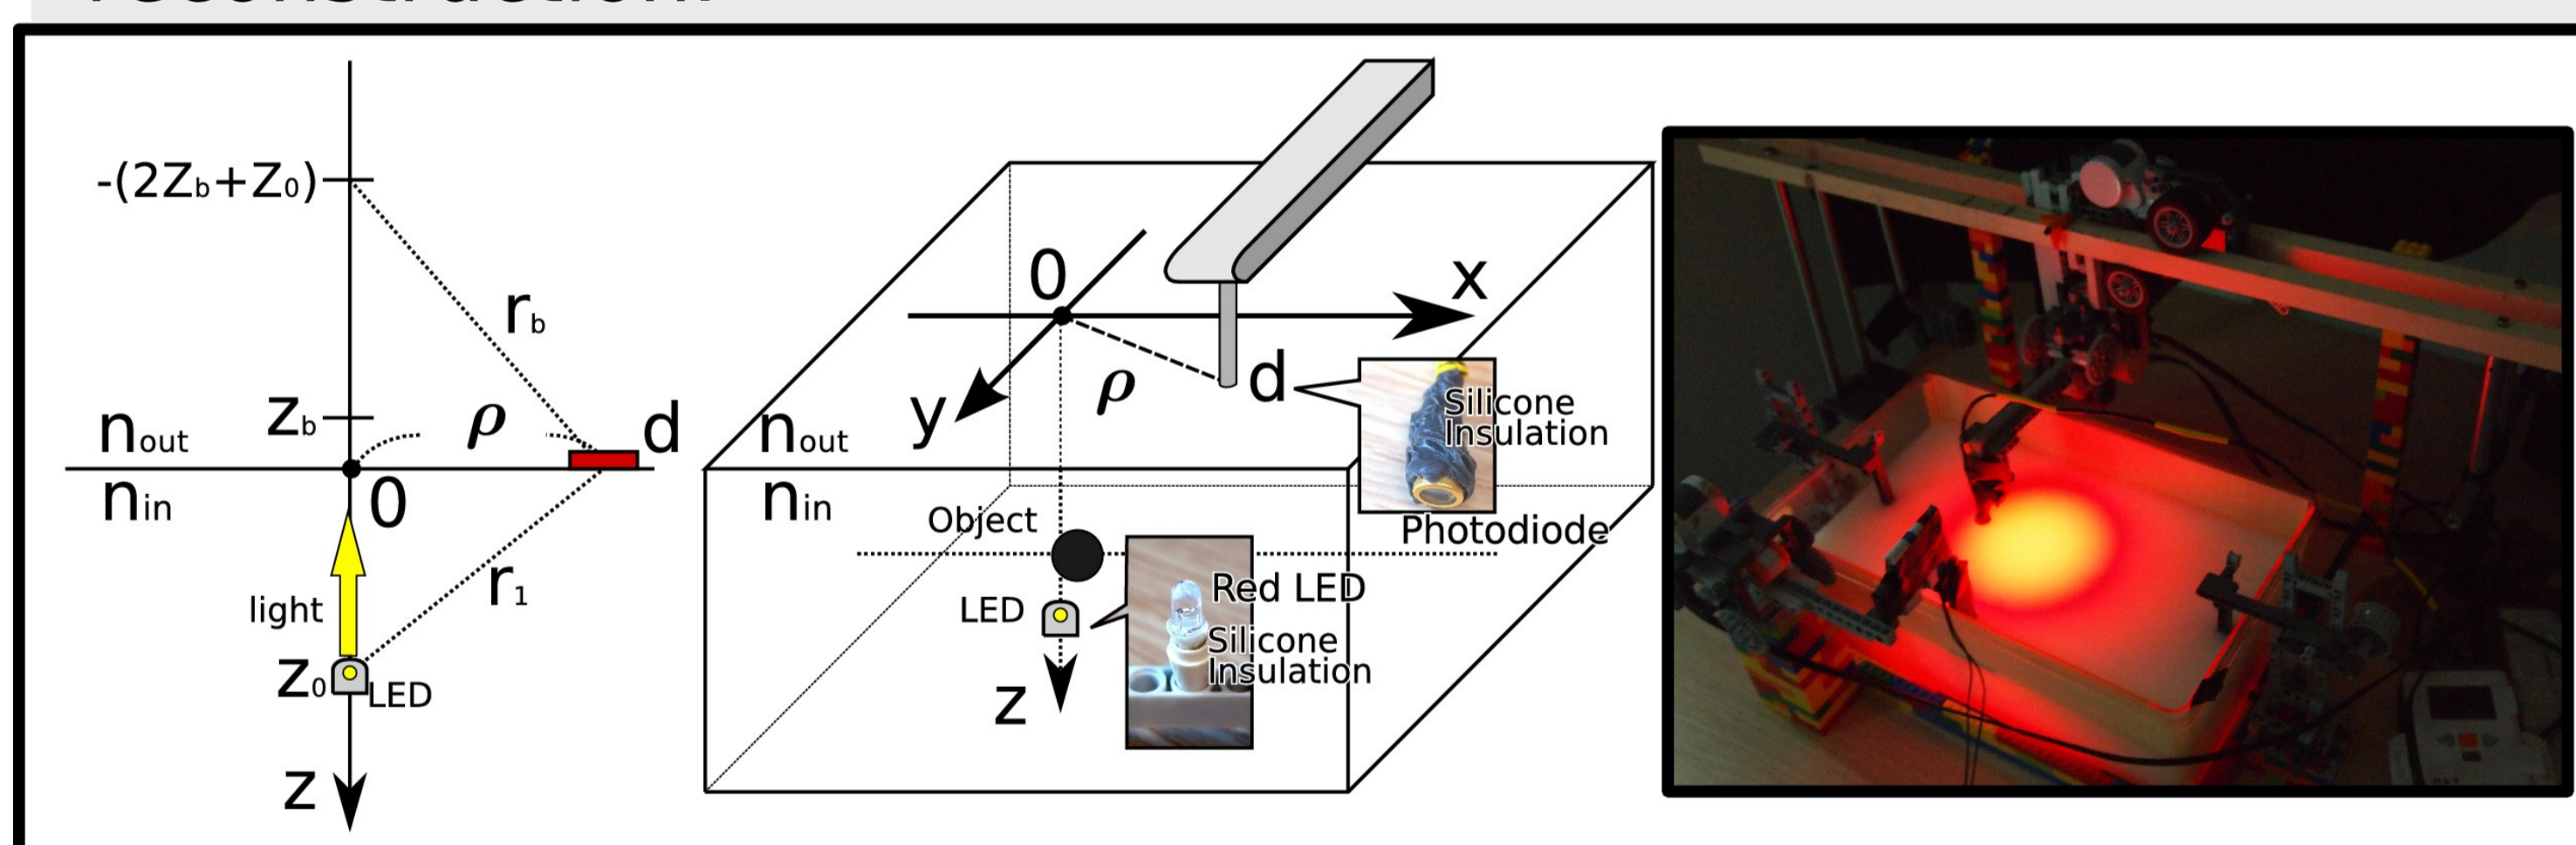 reconstruction.
-(2Zb+Z0)
rb
Zb
ρ
d
nout
nin
0
light
r1
Z0
LED
z
0
x
y
ρ
d
nout
nin
Silicone
Insulation
Photodiode
Object
LED
Red LED
Silicone
Insulation
z